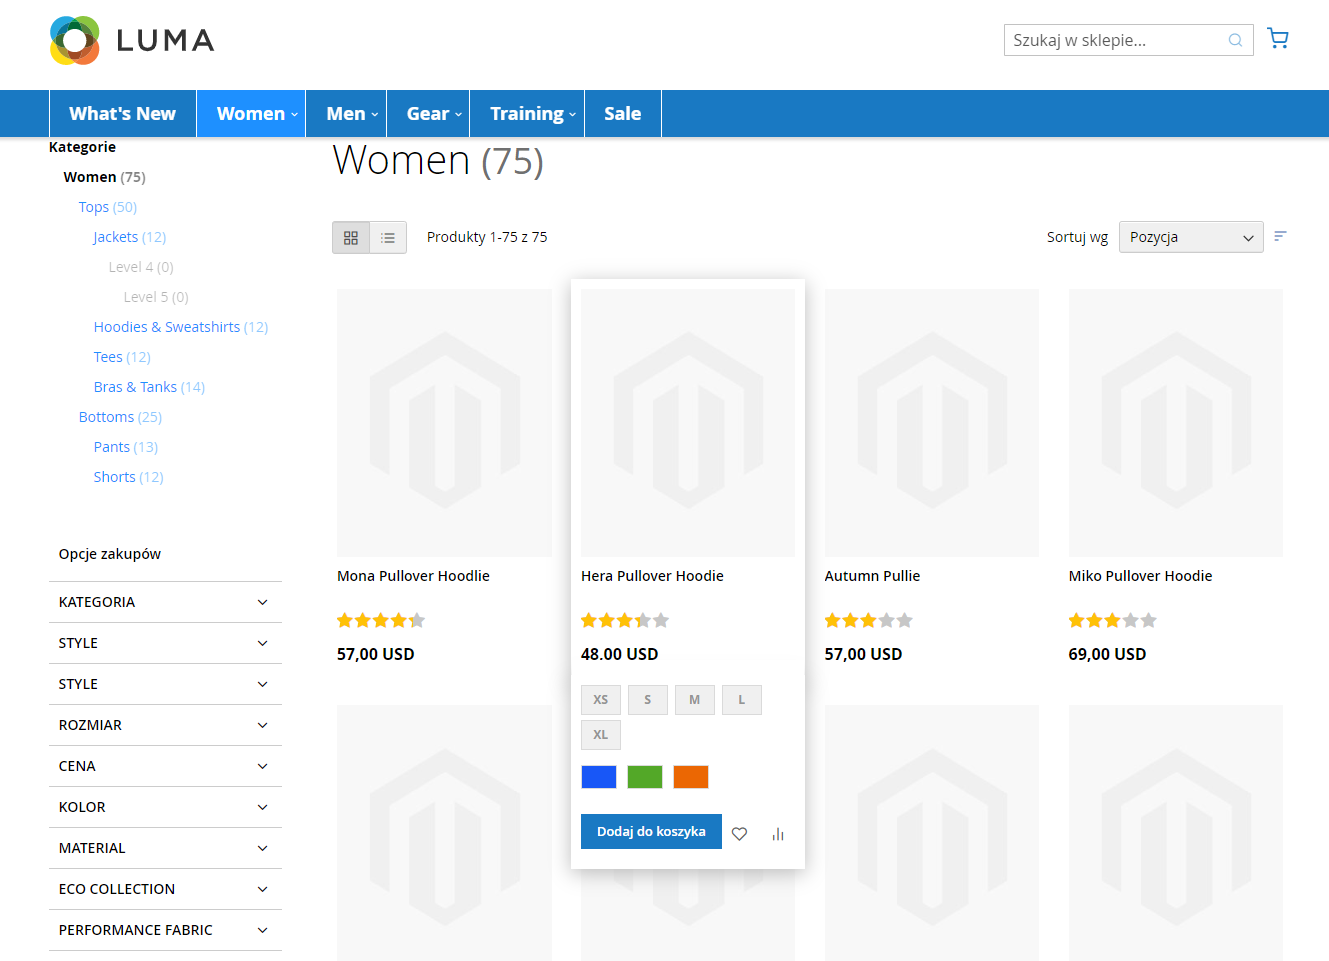 LUMA
Szukaj w sklepie...
What's New
Women
Men
Gear
Training
Sale
Kategorie
Women (75)
Tops (50)
Jackets (12)
Level 4 (0)
Level 5 (0)
Hoodies & Sweatshirts (12)
Tees (12)
Bras & Tanks (14)
Bottoms (25)
Pants (13)
Shorts (12)
Opcje zakupów
KATEGORIA
STYLE
STYLE
ROZMIAR
CENA
KOLOR
MATERIAL
ECO COLLECTION
PERFORMANCE FABRIC
Women (75)
Produkty 1-75 z 75
Sortuj wg
Pozycja
Mona Pullover Hoodlie
57,00 USD
Hera Pullover Hoodie
48.00 USD
XS
S
M
L
XL
Dodaj do koszyka
Autumn Pullie
57,00 USD
Miko Pullover Hoodie
69,00 USD